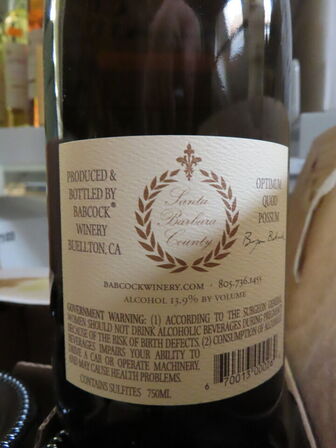 PRODUCED &
BOTTLED BY
BABCOCK®
WINERY
BUELLTON, CA
Santa
Barbara
County
OPTIMUM
QUOD
POSSUM
BABCOCKWINERY.COM • 805.736.1455
ALCOHOL 13.9% BY VOLUME
GOVERNMENT WARNING: (1) ACCORDING TO THE SURGEON GENERAL,
WOMEN SHOULD NOT DRINK ALCOHOLIC BEVERAGES DURING PREGNANCY
BECAUSE OF THE RISK OF BIRTH DEFECTS. (2) CONSUMPTION OF ALCOHOLIC
BEVERAGES IMPAIRS YOUR ABILITY TO
DRIVE A CAR OR OPERATE MACHINERY,
AND MAY CAUSE HEALTH PROBLEMS.
CONTAINS SULFITES 750ML
6 70013 00026